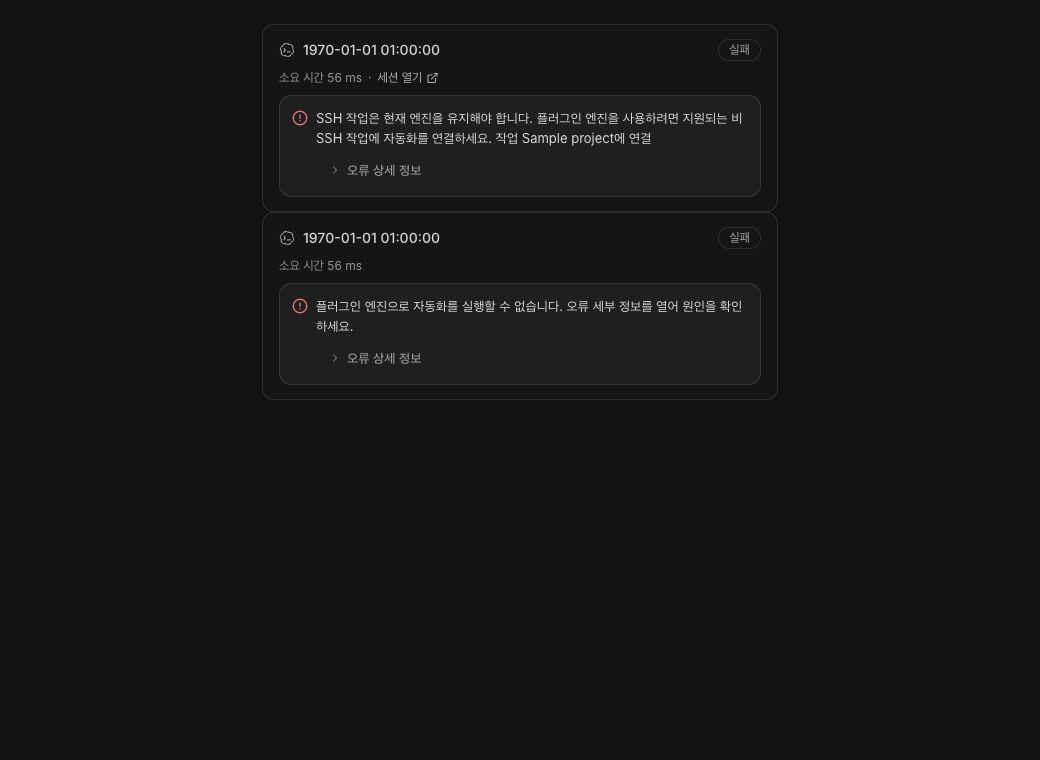 1970-01-01 01:00:00
실패
소요 시간 56 ms · 세션 열기
SSH 작업은 현재 엔진을 유지해야 합니다. 플러그인 엔진을 사용하려면 지원되는 비
SSH 작업에 자동화를 연결하세요. 작업 Sample project에 연결
오류 상세 정보
1970-01-01 01:00:00
실패
소요 시간 56 ms
플러그인 엔진으로 자동화를 실행할 수 없습니다. 오류 세부 정보를 열어 원인을 확인
하세요.
오류 상세 정보